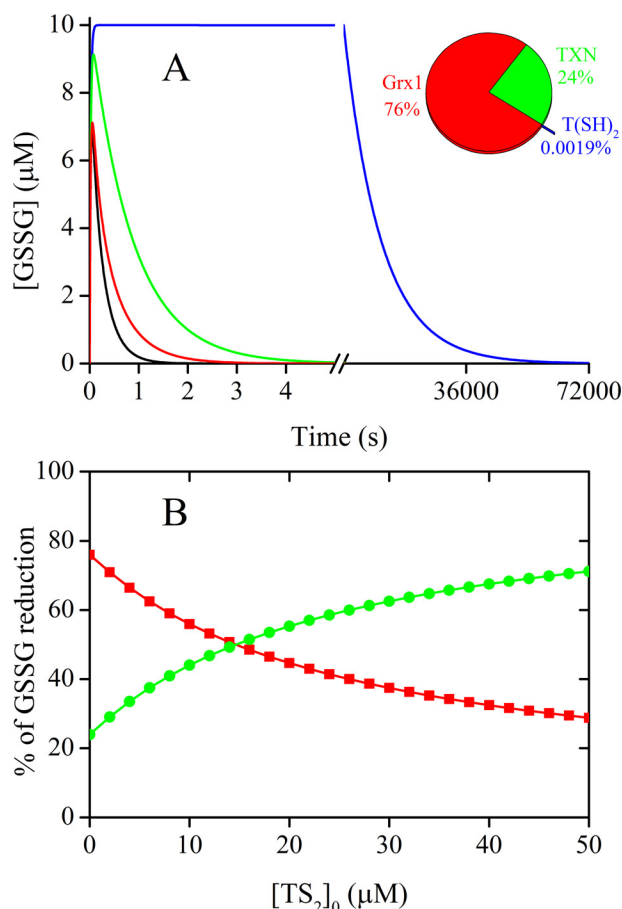 10
8
6
4
2
0
[GSSG] (μM)
A
Grx1
76%
TXN
24%
T(SH)₂
0.0019%
0 1 2 3 4 36000 72000
Time (s)
100
80
60
40
20
0
% of GSSG reduction
B
0 10 20 30 40 50
[TS₂]₀ (μM)